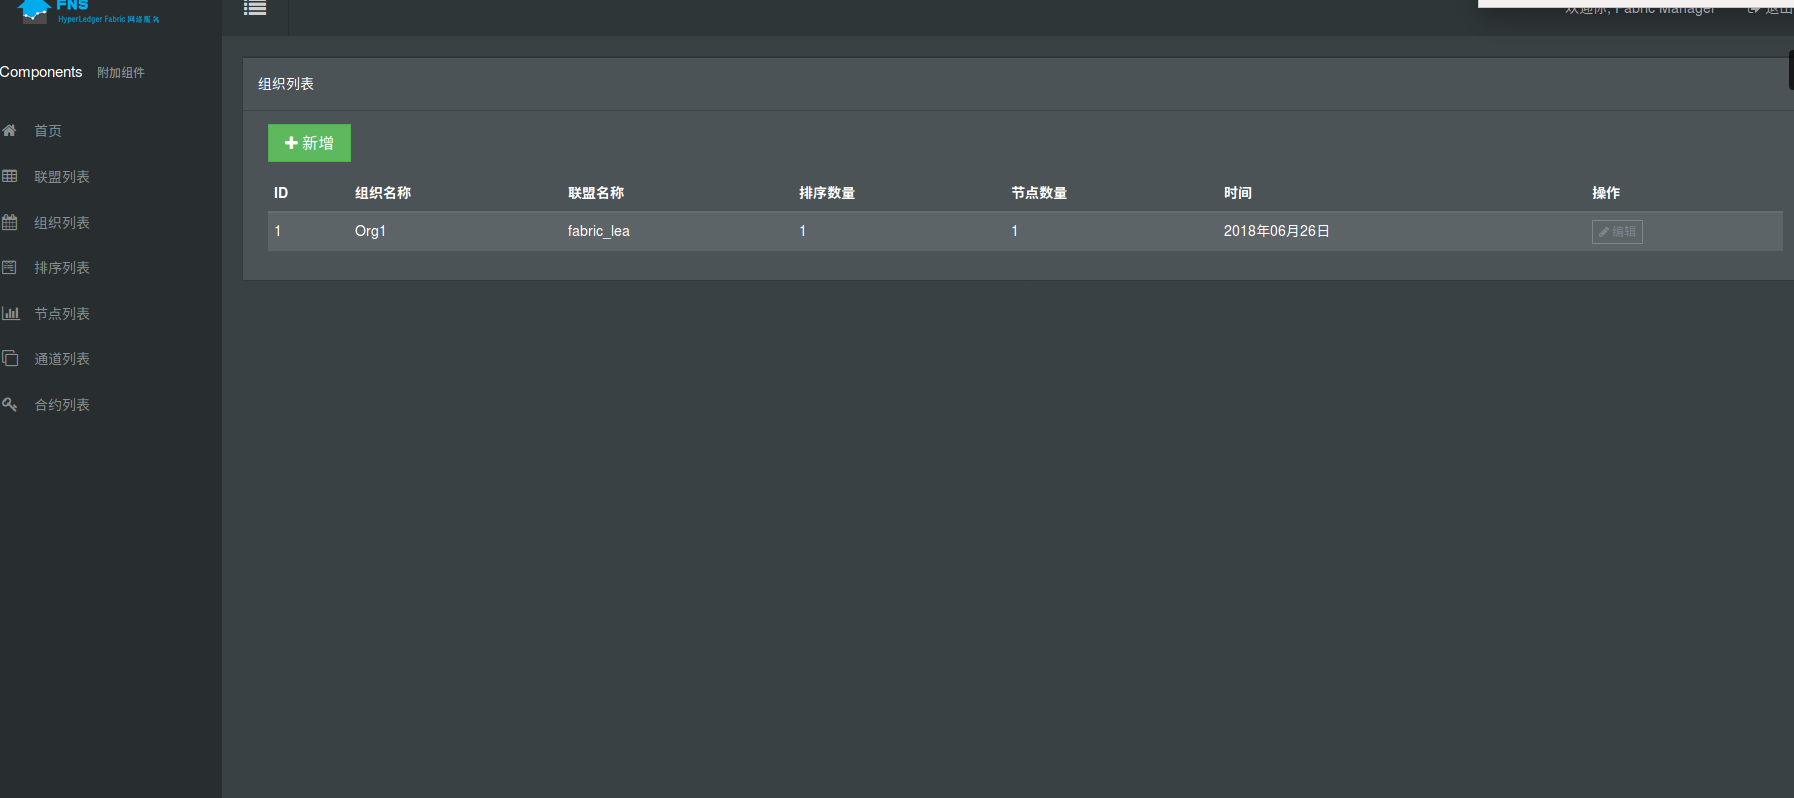 FNS
HyperLedger Fabric 网络服务
欢迎你, Fabric Manager 退出
Components 附加组件
首页
联盟列表
组织列表
排序列表
节点列表
通道列表
合约列表
组织列表
新增
ID 组织名称 联盟名称 排序数量 节点数量 时间 操作
1 Org1 fabric_lea 1 1 2018年06月26日 编辑